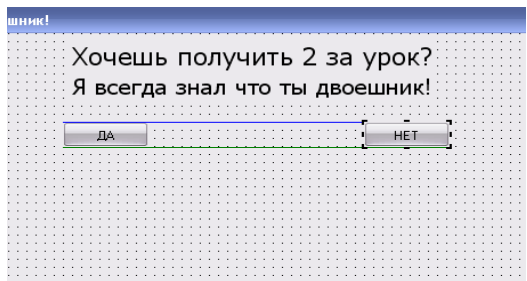 шник!
Хочешь получить 2 за урок?
Я всегда знал что ты двоешник!
ДА НЕТ